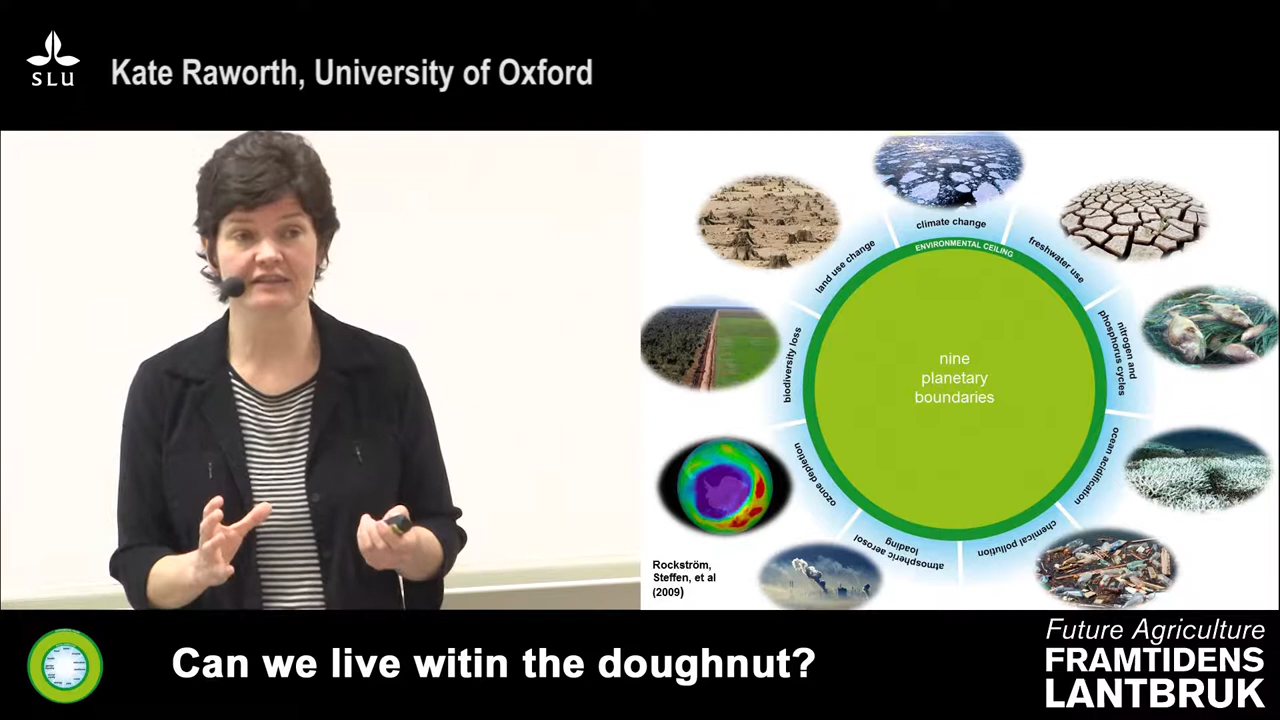 SLU
Kate Raworth, University of Oxford
climate change
ENVIRONMENTAL CEILING
freshwater use
nitrogen and
phosphorus cycles
ocean acidification
chemical pollution
atmospheric aerosol
loading
ozone depletion
biodiversity loss
land use change
nine
planetary
boundaries
Rockström,
Steffen, et al
(2009)
Can we live witin the doughnut?
Future Agriculture
FRAMTIDENS
LANTBRUK